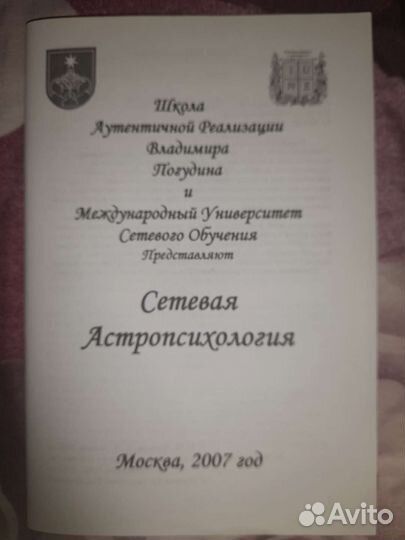 Школа
Аутентичной Реализации
Владимира
Погудина
и
Международный Университет
Сетевого Обучения
Представляют
Сетевая
Астропсихология
Москва, 2007 год
Avito